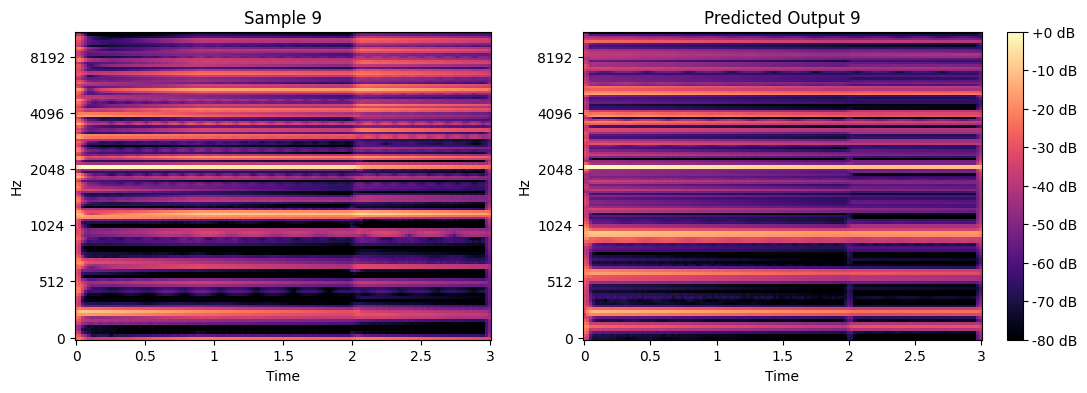 Sample 9
Predicted Output 9
Hz
8192
4096
2048
1024
512
0
0
0.5
1
1.5
2
2.5
3
Time
Hz
8192
4096
2048
1024
512
0
0
0.5
1
1.5
2
2.5
3
Time
+0 dB
-10 dB
-20 dB
-30 dB
-40 dB
-50 dB
-60 dB
-70 dB
-80 dB